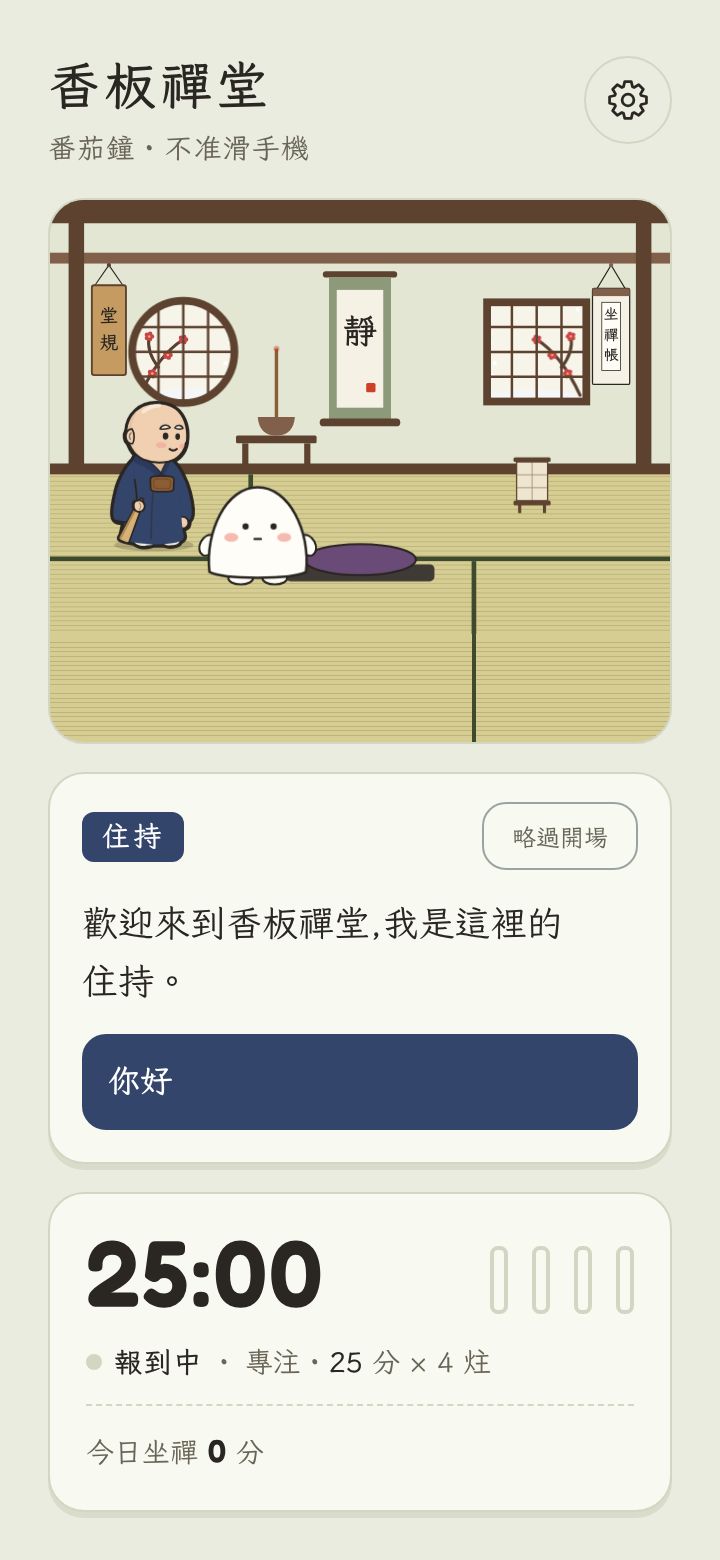 香板禪堂
番茄鐘・不准滑手機
堂規
靜
坐禪帳
住持
略過開場
歡迎來到香板禪堂,我是這裡的
住持。
你好
25:00
報到中 · 專注·25 分 × 4 炷
今日坐禪 0 分